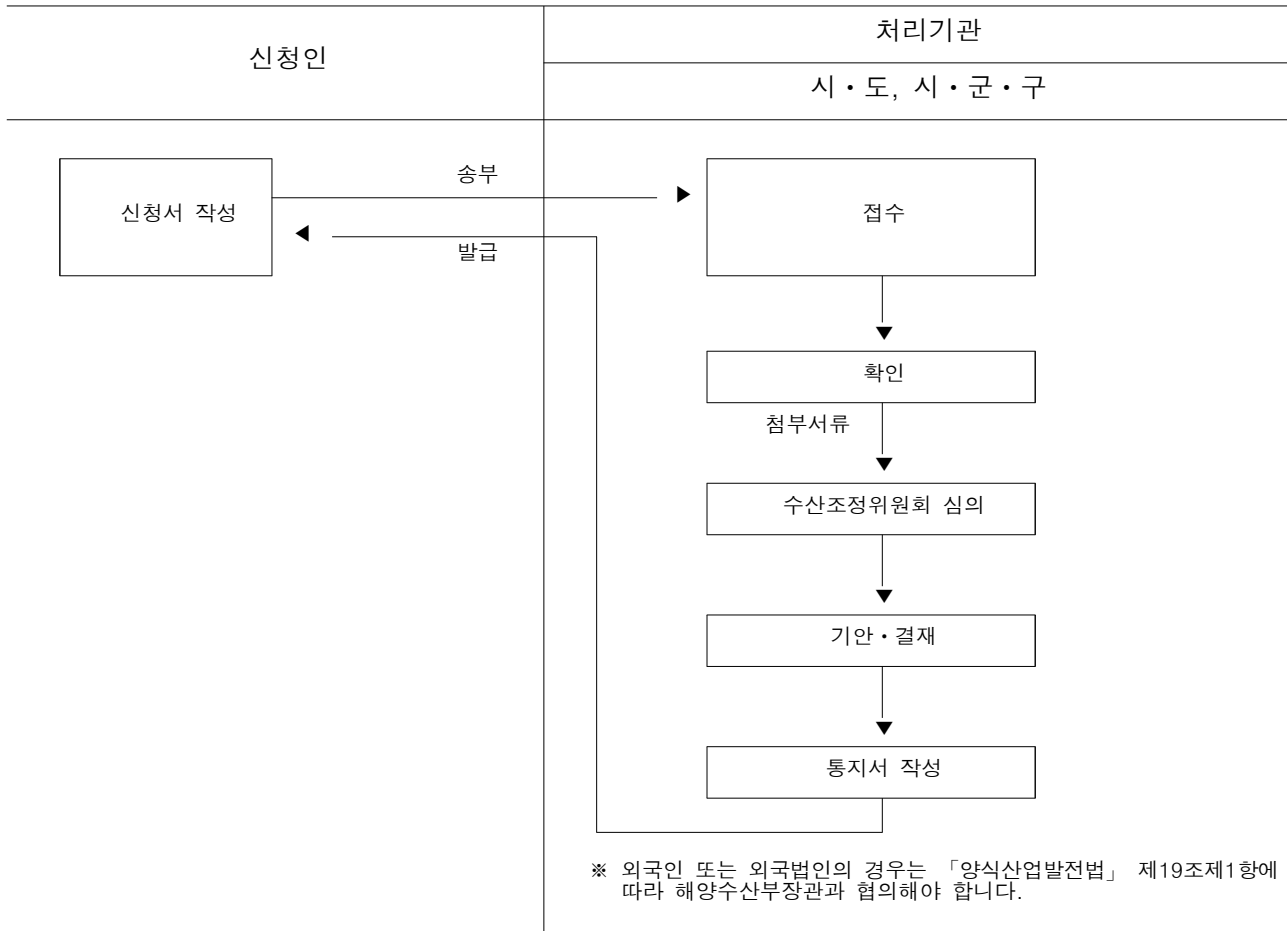 신청인
처리기관
시・도, 시・군・구
신청서 작성
송부
접수
발급
확인
첨부서류
수산조정위원회 심의
기안・결재
통지서 작성
※ 외국인 또는 외국법인의 경우는 「양식산업발전법」 제19조제1항에
따라 해양수산부장관과 협의해야 합니다.